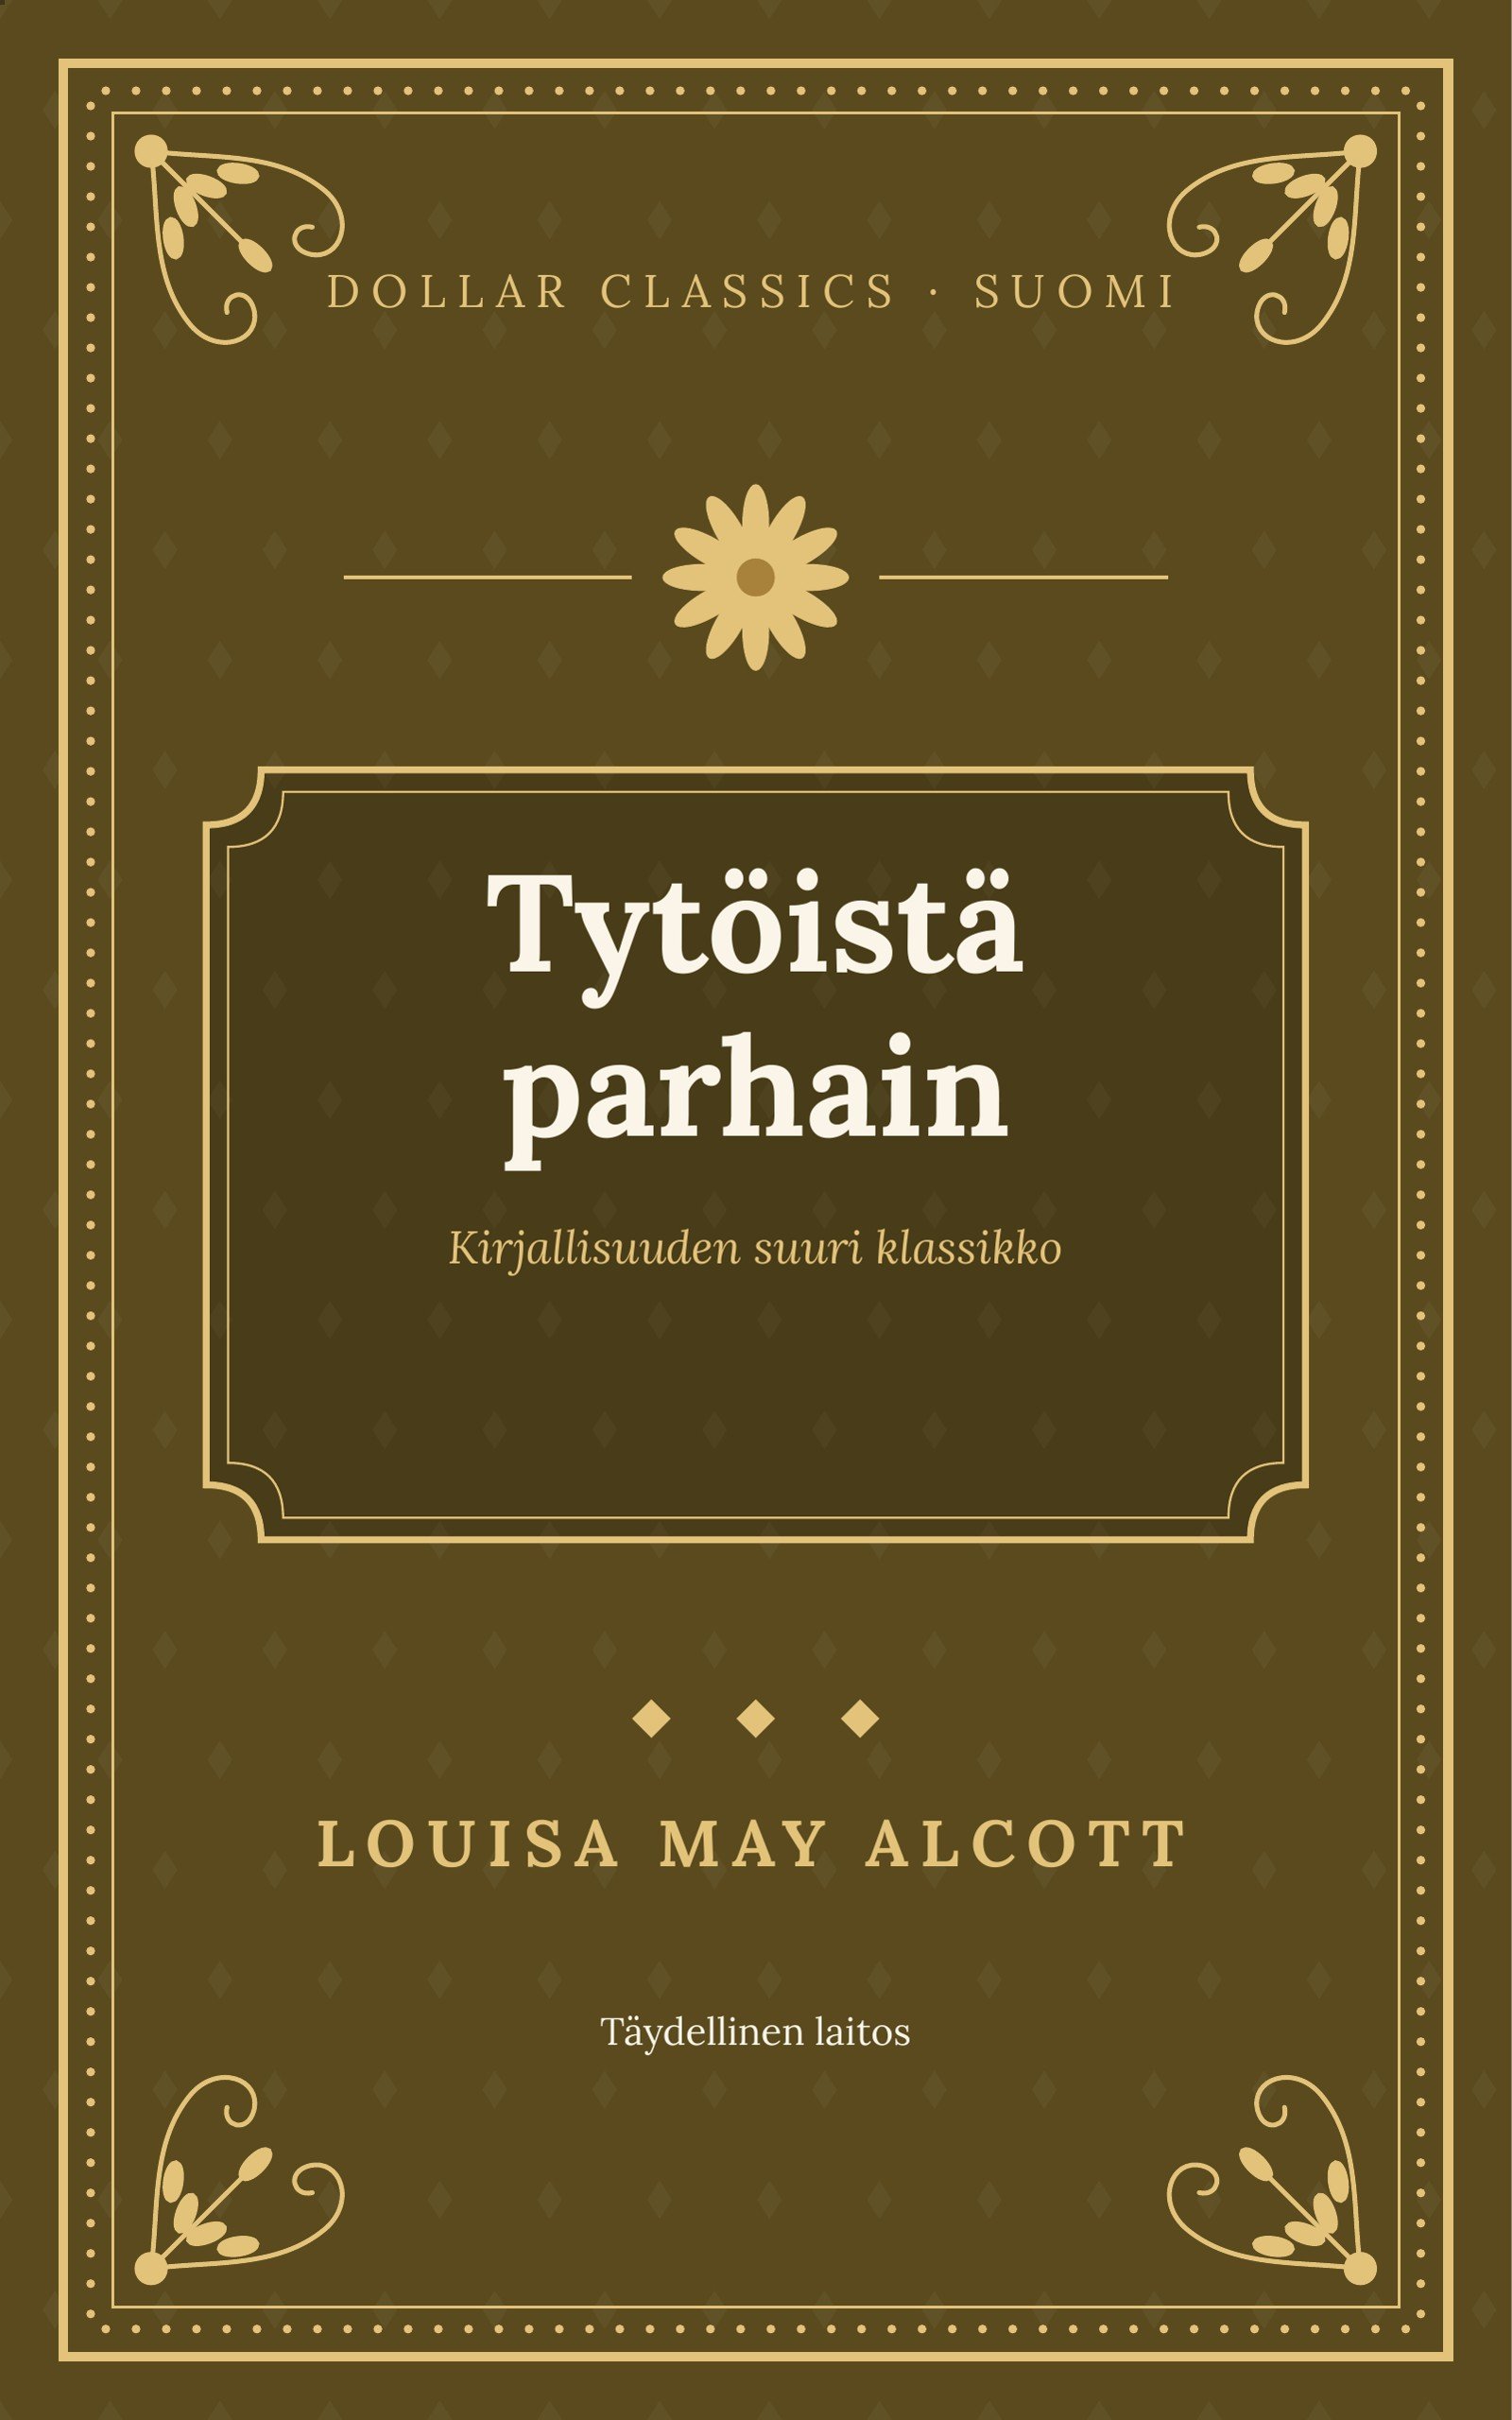 DOLLAR CLASSICS · SUOMI
Tytöistä
parhain
Kirjallisuuden suuri klassikko
LOUISA MAY ALCOTT
Täydellinen laitos